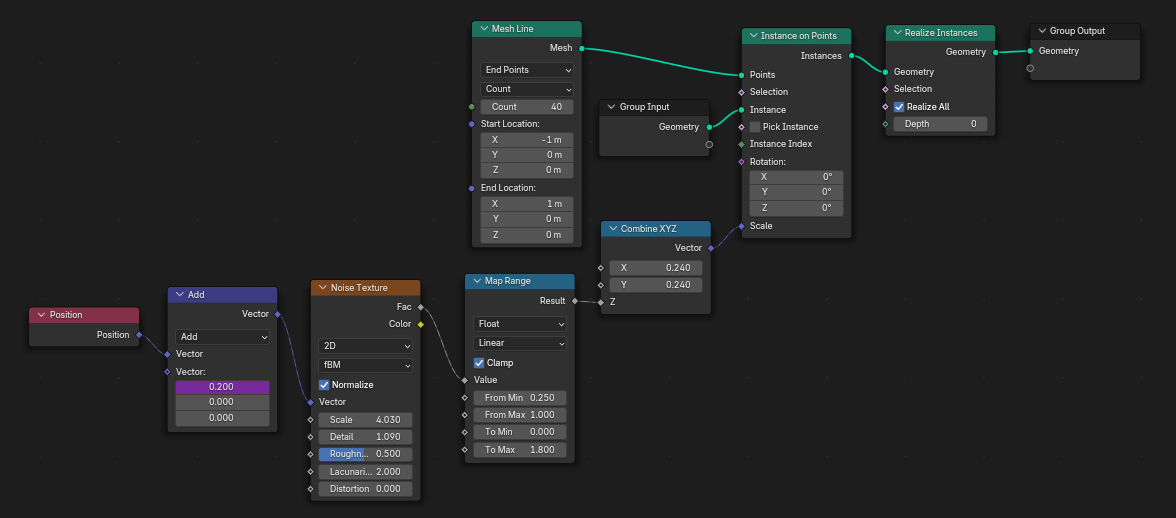 Mesh Line
Mesh
End Points
Count
Count 40
Start Location:
X -1 m
Y 0 m
Z 0 m
End Location:
X 1 m
Y 0 m
Z 0 m
Instance on Points
Instances
Points
Selection
Instance
Pick Instance
Instance Index
Rotation:
X 0°
Y 0°
Z 0°
Scale
Realize Instances
Geometry
Geometry
Selection
Realize All
Depth 0
Group Output
Geometry
Group Input
Geometry
Combine XYZ
Vector
X 0.240
Y 0.240
Z
Position
Position
Add
Vector
Add
Vector
Vector:
0.200
0.000
0.000
Noise Texture
Fac
Color
2D
fBM
Normalize
Vector
Scale 4.030
Detail 1.090
Roughn... 0.500
Lacunari... 2.000
Distortion 0.000
Map Range
Result
Float
Linear
Clamp
Value
From Min 0.250
From Max 1.000
To Min 0.000
To Max 1.800